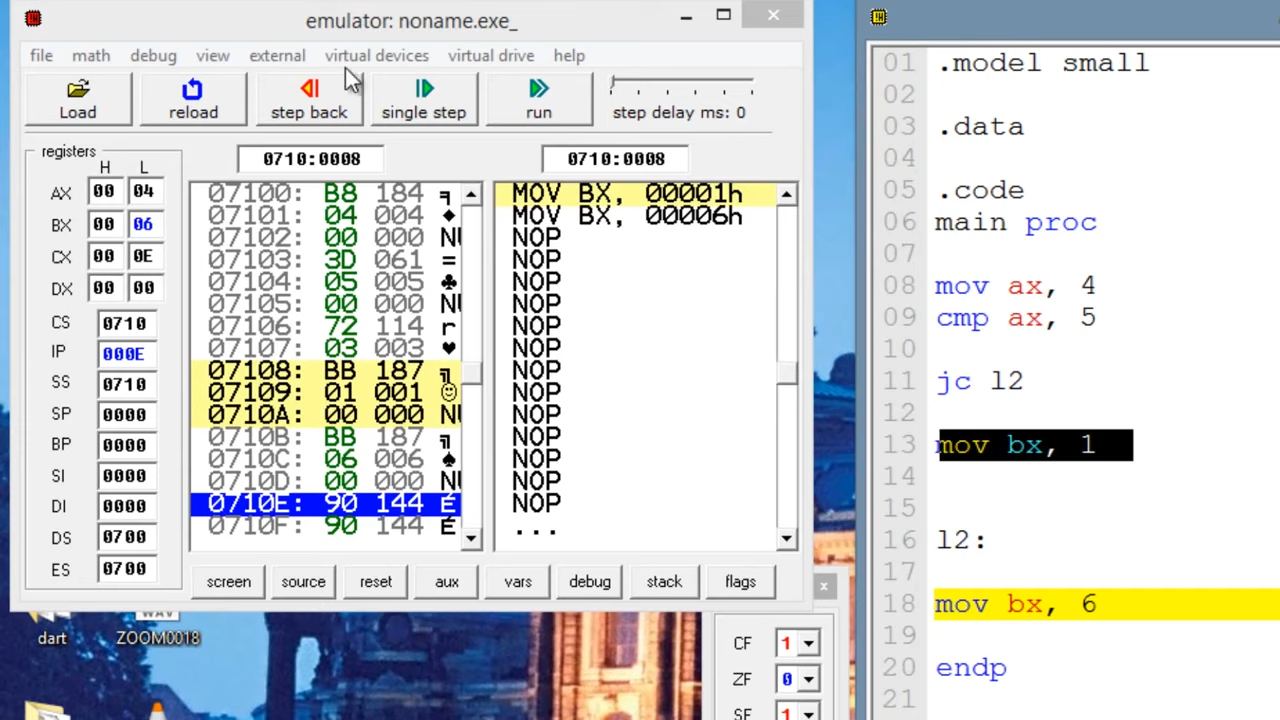 emulator: noname.exe_
file math debug view external virtual devices virtual drive help
Load reload step back single step run step delay ms: 0
registers
H L
0710:0008 0710:0008
AX 00 04
BX 00 06
CX 00 0E
DX 00 00
CS 0710
IP 000E
SS 0710
SP 0000
BP 0000
SI 0000
DI 0000
DS 0700
ES 0700
07100: B8 184 ╕
07101: 04 004 ♦
07102: 00 000 NU
07103: 3D 061 =
07104: 05 005 ♣
07105: 00 000 NU
07106: 72 114 r
07107: 03 003 ♥
07108: BB 187 ╗
07109: 01 001 ☺
0710A: 00 000 NU
0710B: BB 187 ╗
0710C: 06 006 ♠
0710D: 00 000 NU
0710E: 90 144 É
0710F: 90 144 É
MOV BX, 00001h
MOV BX, 00006h
NOP
NOP
NOP
NOP
NOP
NOP
NOP
NOP
NOP
NOP
NOP
NOP
NOP
...
screen source reset aux vars debug stack flags
dart
ZOOM0018
WAV
CF 1
ZF 0
SF 1
01 .model small
02
03 .data
04
05 .code
06 main proc
07
08 mov ax, 4
09 cmp ax, 5
10
11 jc l2
12
13 mov bx, 1
14
15
16 l2:
17
18 mov bx, 6
19
20 endp
21